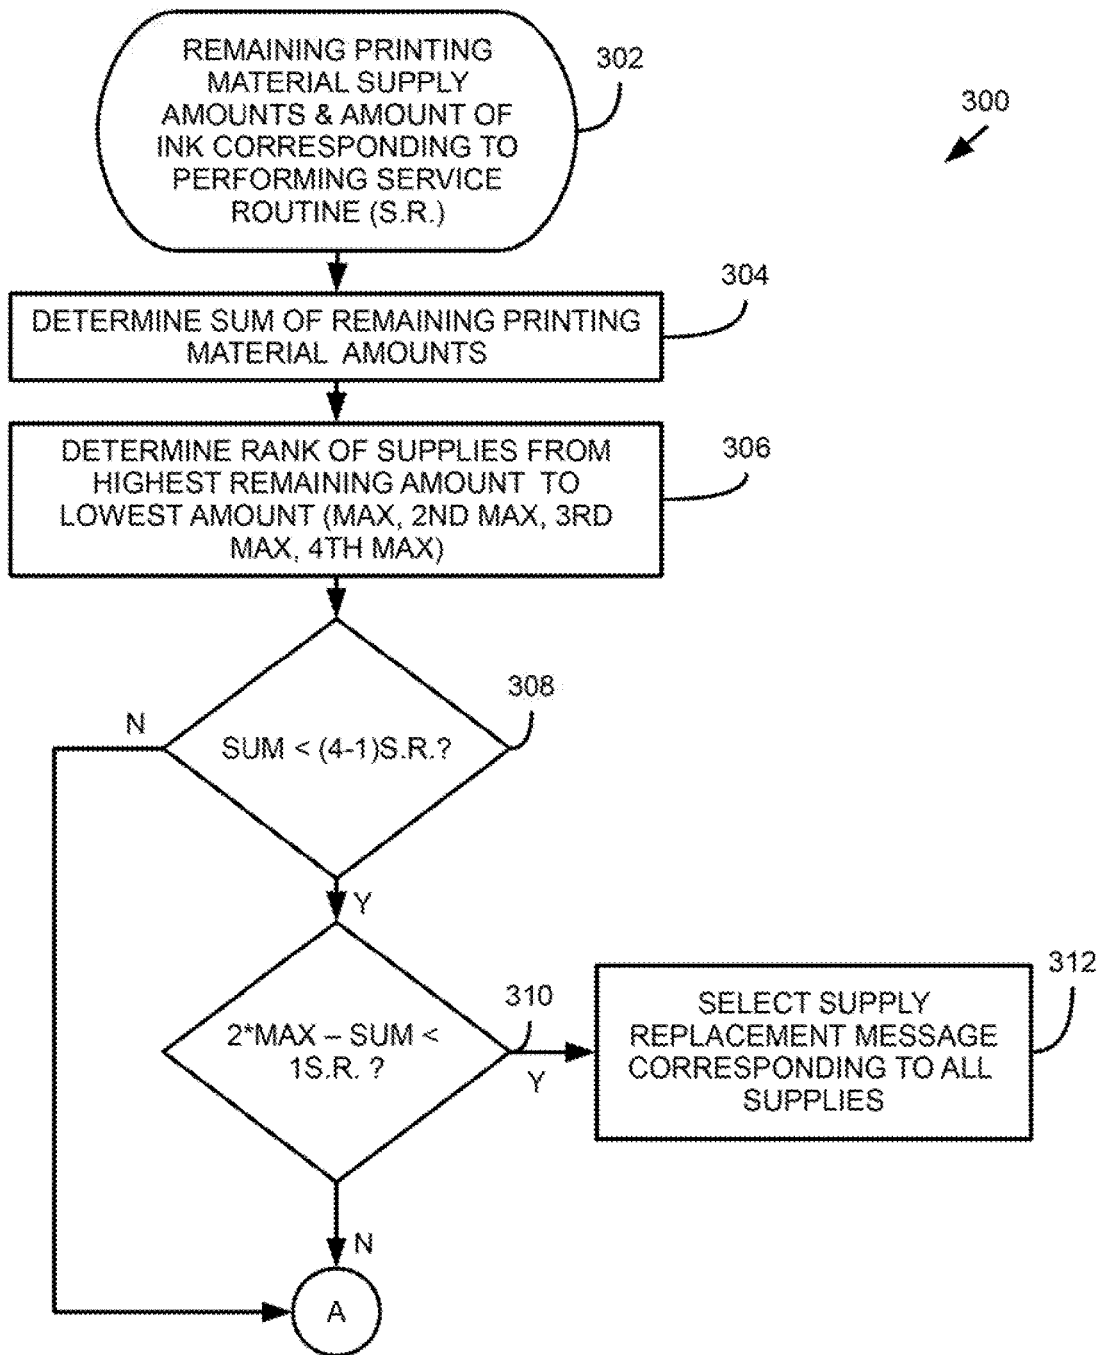 REMAINING PRINTING
MATERIAL SUPPLY
AMOUNTS & AMOUNT OF
INK CORRESPONDING TO
PERFORMING SERVICE
ROUTINE (S.R.)
302
300
304
DETERMINE SUM OF REMAINING PRINTING
MATERIAL AMOUNTS
306
DETERMINE RANK OF SUPPLIES FROM
HIGHEST REMAINING AMOUNT TO
LOWEST AMOUNT (MAX, 2ND MAX, 3RD
MAX, 4TH MAX)
308
N
SUM < (4-1)S.R.?
Y
310
2*MAX – SUM <
1S.R. ?
Y
312
SELECT SUPPLY
REPLACEMENT MESSAGE
CORRESPONDING TO ALL
SUPPLIES
N
A